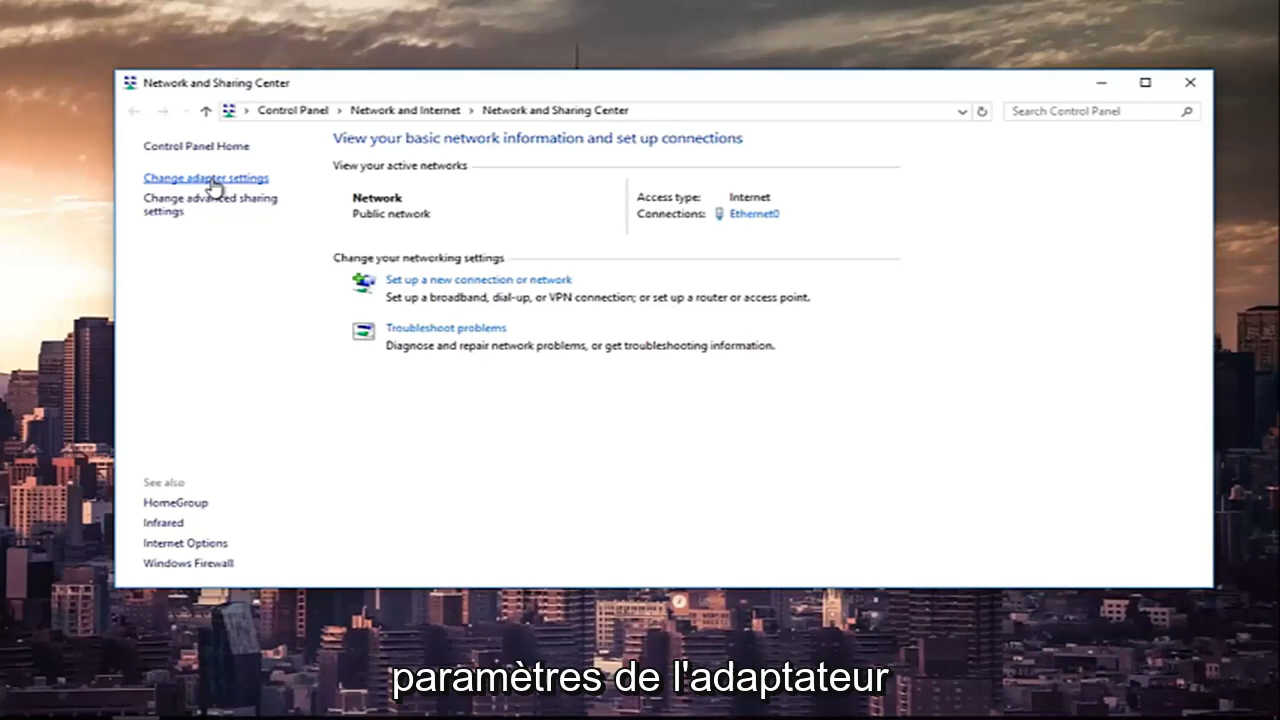 Network and Sharing Center
Control Panel > Network and Internet > Network and Sharing Center
Search Control Panel
Control Panel Home
Change adapter settings
Change advanced sharing
settings
View your basic network information and set up connections
View your active networks
Network
Public network
Access type: Internet
Connections: Ethernet0
Change your networking settings
Set up a new connection or network
Set up a broadband, dial-up, or VPN connection; or set up a router or access point.
Troubleshoot problems
Diagnose and repair network problems, or get troubleshooting information.
See also
HomeGroup
Infrared
Internet Options
Windows Firewall
paramètres de l'adaptateur